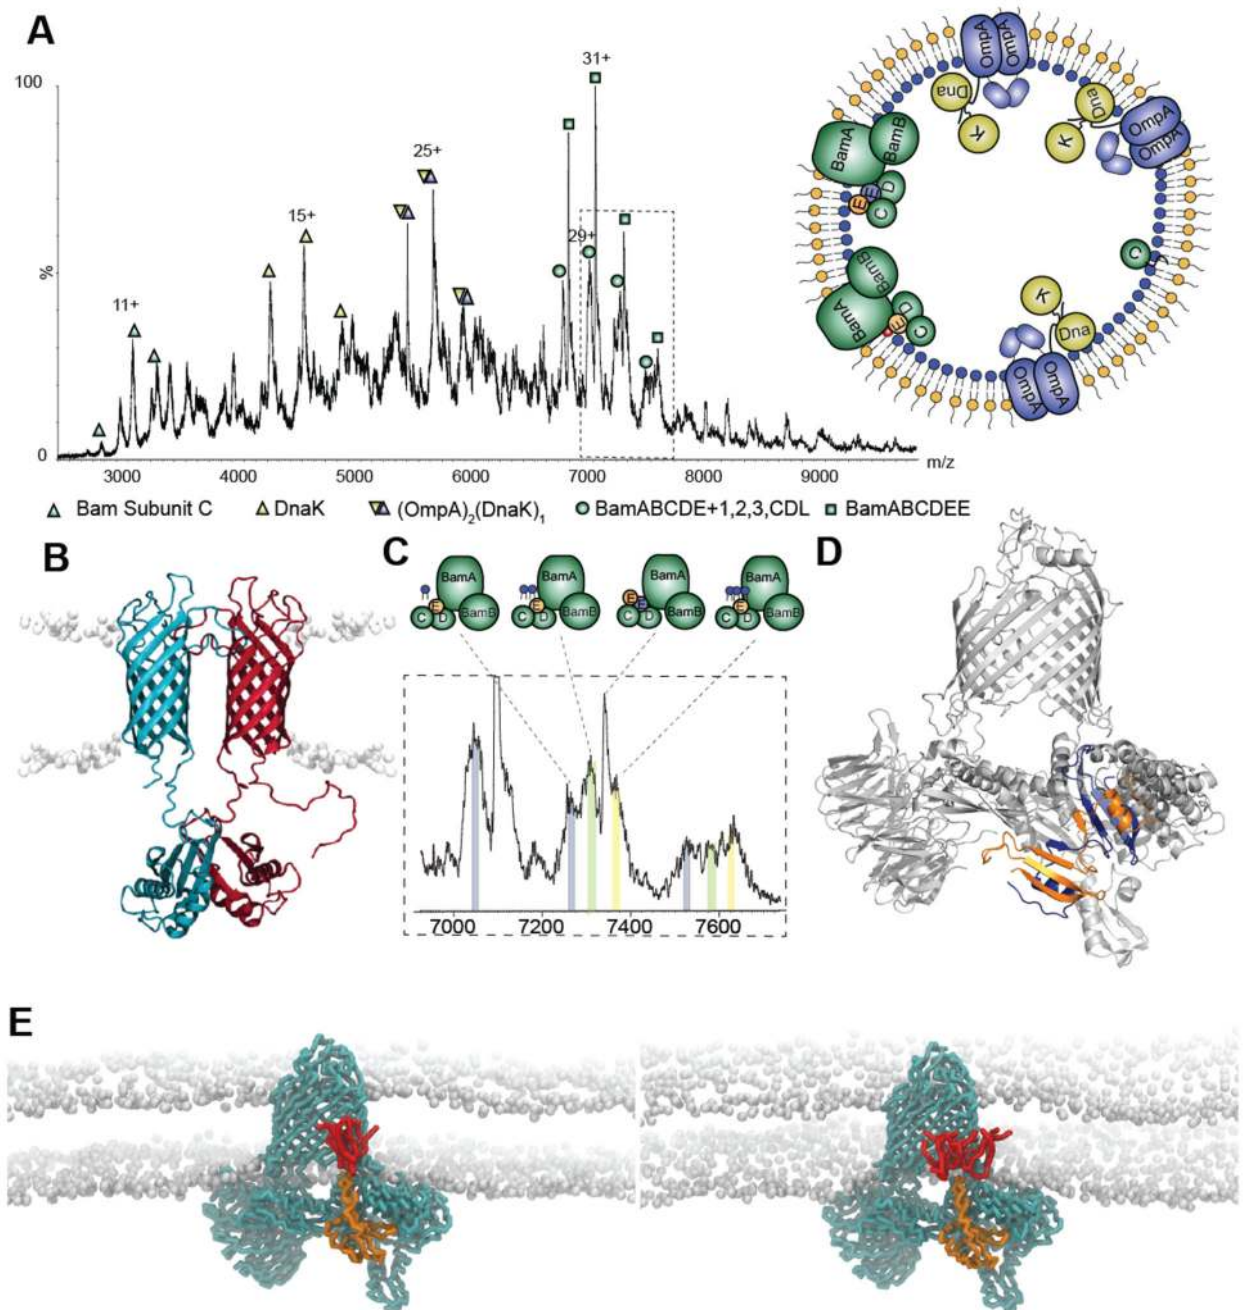 A
100
%
0
11+
15+
25+
29+
31+
3000 4000 5000 6000 7000 8000 9000 m/z
Bam Subunit C DnaK (OmpA)2(DnaK)1 BamABCDE+1,2,3,CDL BamABCDEE
OmpA OmpA
Dna K
Dna K
OmpA OmpA
BamA BamB
E E D C
C
BamA BamB
E D C
K Dna
OmpA OmpA
B
C
BamA BamA BamA BamA
E E E E E
C D BamB C D BamB C D BamB C D BamB
7000 7200 7400 7600
D
E